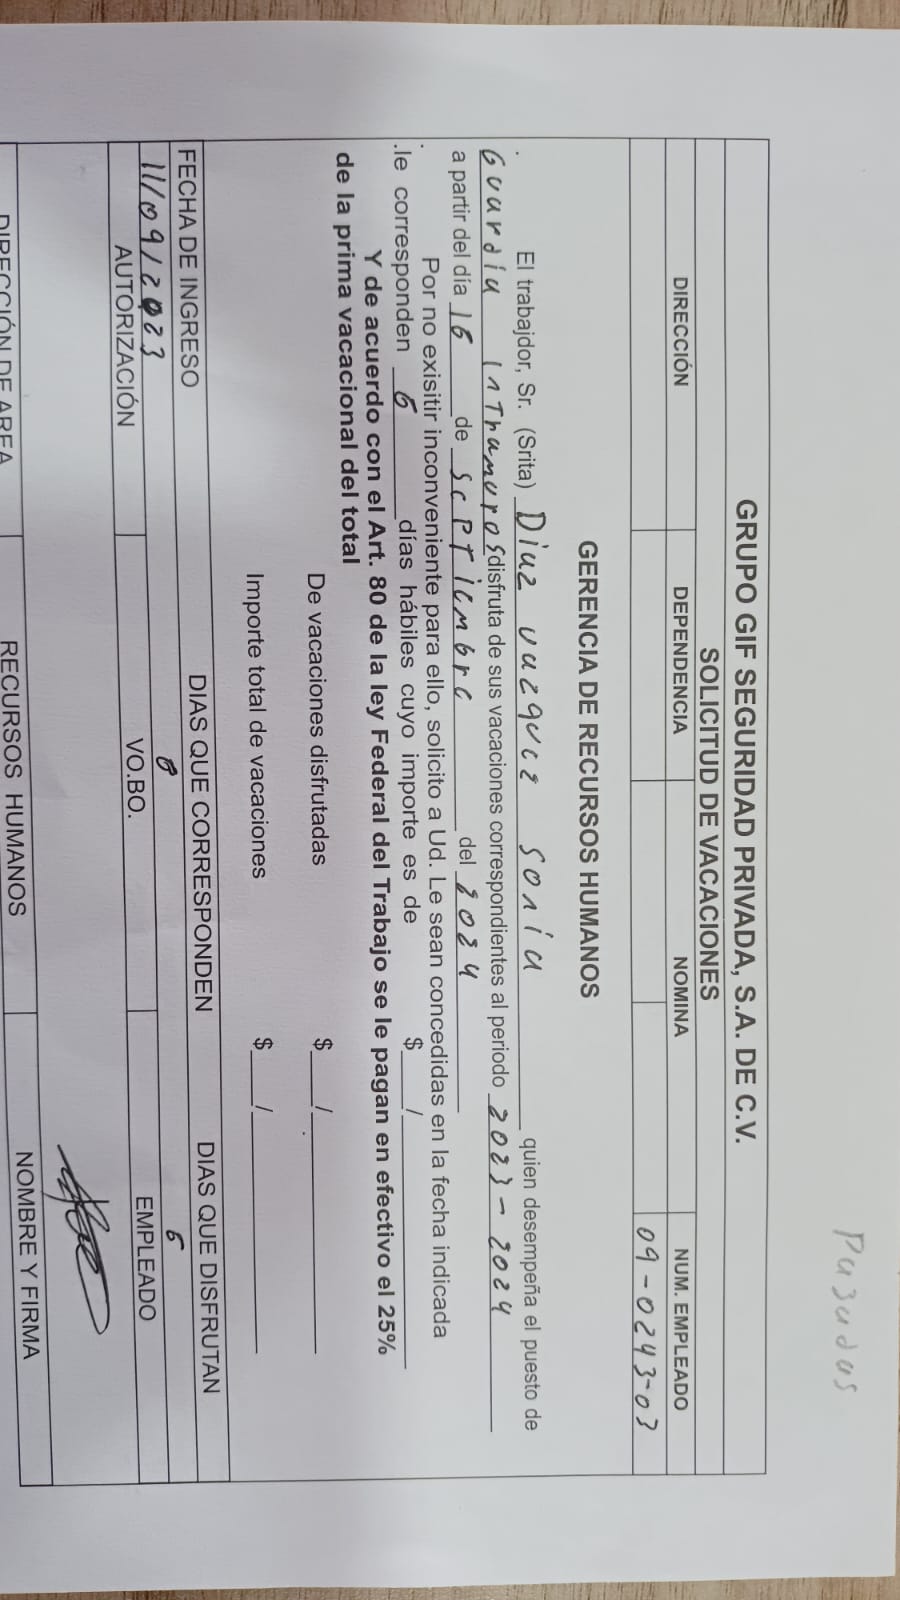 Pasadas
GRUPO GIF SEGURIDAD PRIVADA, S.A. DE C.V.
SOLICITUD DE VACACIONES
DIRECCIÓN DEPENDENCIA NOMINA NUM. EMPLEADO
09-0243-03
GERENCIA DE RECURSOS HUMANOS
. El trabajdor, Sr. (Srita) Diaz vazquez sonia quien desempeña el puesto de
Guardia intramuros disfruta de sus vacaciones correspondientes al periodo 2023-2024
a partir del día 16 de septiembre del 2024
Por no exisitir inconveniente para ello, solicito a Ud. Le sean concedidas en la fecha indicada
.le corresponden 6 días hábiles cuyo importe es de $ /
Y de acuerdo con el Art. 80 de la ley Federal del Trabajo se le pagan en efectivo el 25%
de la prima vacacional del total
De vacaciones disfrutadas $ /
Importe total de vacaciones $ /
FECHA DE INGRESO DIAS QUE CORRESPONDEN DIAS QUE DISFRUTAN
11/09/2023 6
AUTORIZACIÓN VO.BO. EMPLEADO
DIRECCIÓN DE AREA RECURSOS HUMANOS NOMBRE Y FIRMA